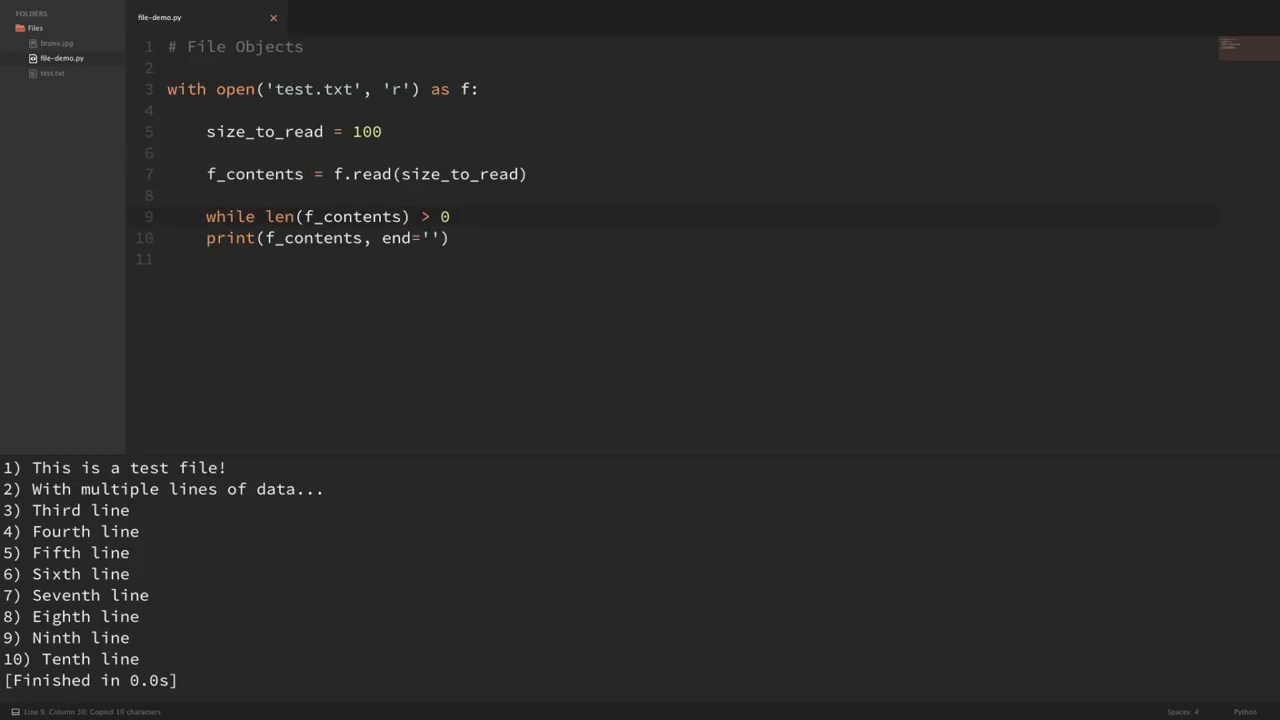 FOLDERS
Files
bronx.jpg
file-demo.py
test.txt
file-demo.py
1 # File Objects
2
3 with open('test.txt', 'r') as f:
4
5     size_to_read = 100
6
7     f_contents = f.read(size_to_read)
8
9     while len(f_contents) > 0
10     print(f_contents, end='')
11
1) This is a test file!
2) With multiple lines of data...
3) Third line
4) Fourth line
5) Fifth line
6) Sixth line
7) Seventh line
8) Eighth line
9) Ninth line
10) Tenth line
[Finished in 0.0s]
Line 9, Column 30; Copied 10 characters
Spaces: 4
Python